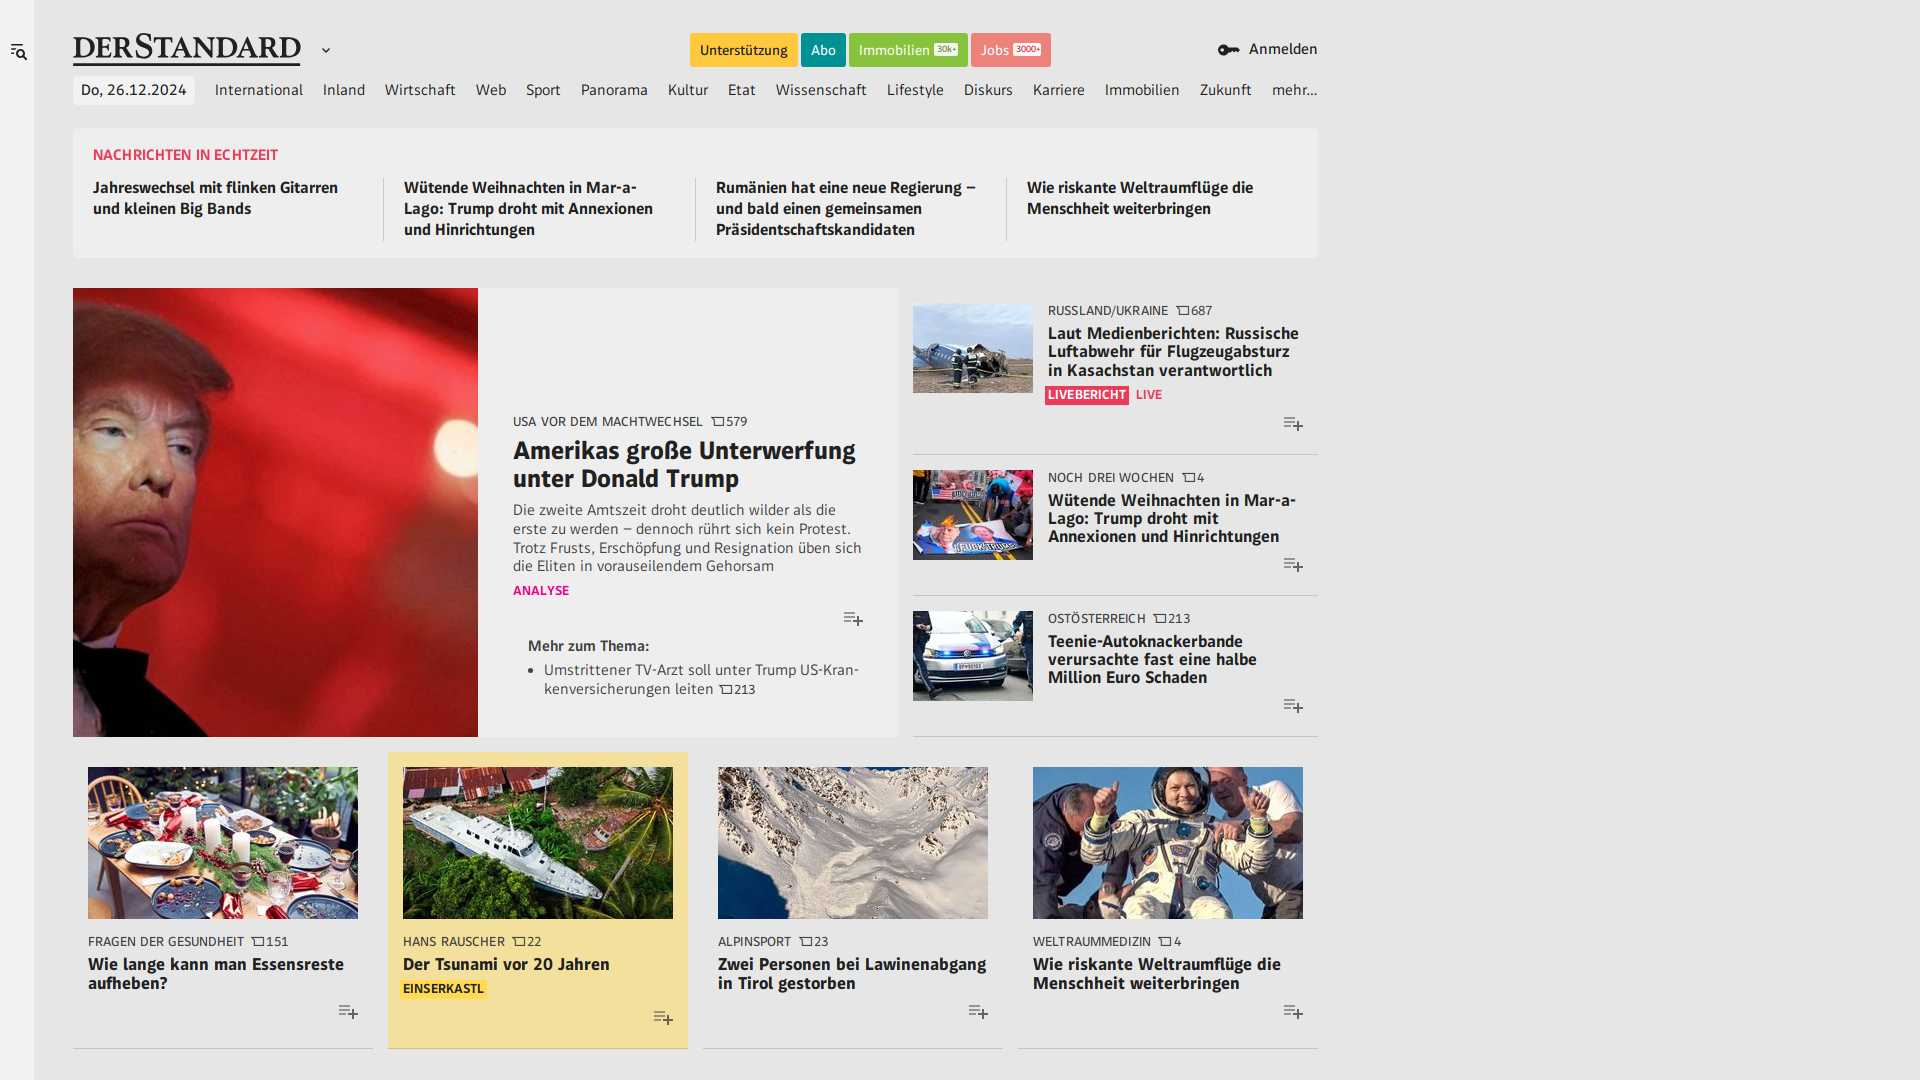 DERSTANDARD
Unterstützung
Abo
Immobilien 30k+
Jobs 3000+
Anmelden
Do, 26.12.2024
International
Inland
Wirtschaft
Web
Sport
Panorama
Kultur
Etat
Wissenschaft
Lifestyle
Diskurs
Karriere
Immobilien
Zukunft
mehr...
NACHRICHTEN IN ECHTZEIT
Jahreswechsel mit flinken Gitarren
und kleinen Big Bands
Wütende Weihnachten in Mar-a-
Lago: Trump droht mit Annexionen
und Hinrichtungen
Rumänien hat eine neue Regierung –
und bald einen gemeinsamen
Präsidentschaftskandidaten
Wie riskante Weltraumflüge die
Menschheit weiterbringen
USA VOR DEM MACHTWECHSEL 579
Amerikas große Unterwerfung
unter Donald Trump
Die zweite Amtszeit droht deutlich wilder als die
erste zu werden – dennoch rührt sich kein Protest.
Trotz Frusts, Erschöpfung und Resignation üben sich
die Eliten in vorauseilendem Gehorsam
ANALYSE
Mehr zum Thema:
Umstrittener TV-Arzt soll unter Trump US-Kran-
kenversicherungen leiten 213
RUSSLAND/UKRAINE 687
Laut Medienberichten: Russische
Luftabwehr für Flugzeugabsturz
in Kasachstan verantwortlich
LIVEBERICHT LIVE
NOCH DREI WOCHEN 4
Wütende Weihnachten in Mar-a-
Lago: Trump droht mit
Annexionen und Hinrichtungen
OSTÖSTERREICH 213
Teenie-Autoknackerbande
verursachte fast eine halbe
Million Euro Schaden
FRAGEN DER GESUNDHEIT 151
Wie lange kann man Essensreste
aufheben?
HANS RAUSCHER 22
Der Tsunami vor 20 Jahren
EINSERKASTL
ALPINSPORT 23
Zwei Personen bei Lawinenabgang
in Tirol gestorben
WELTRAUMMEDIZIN 4
Wie riskante Weltraumflüge die
Menschheit weiterbringen